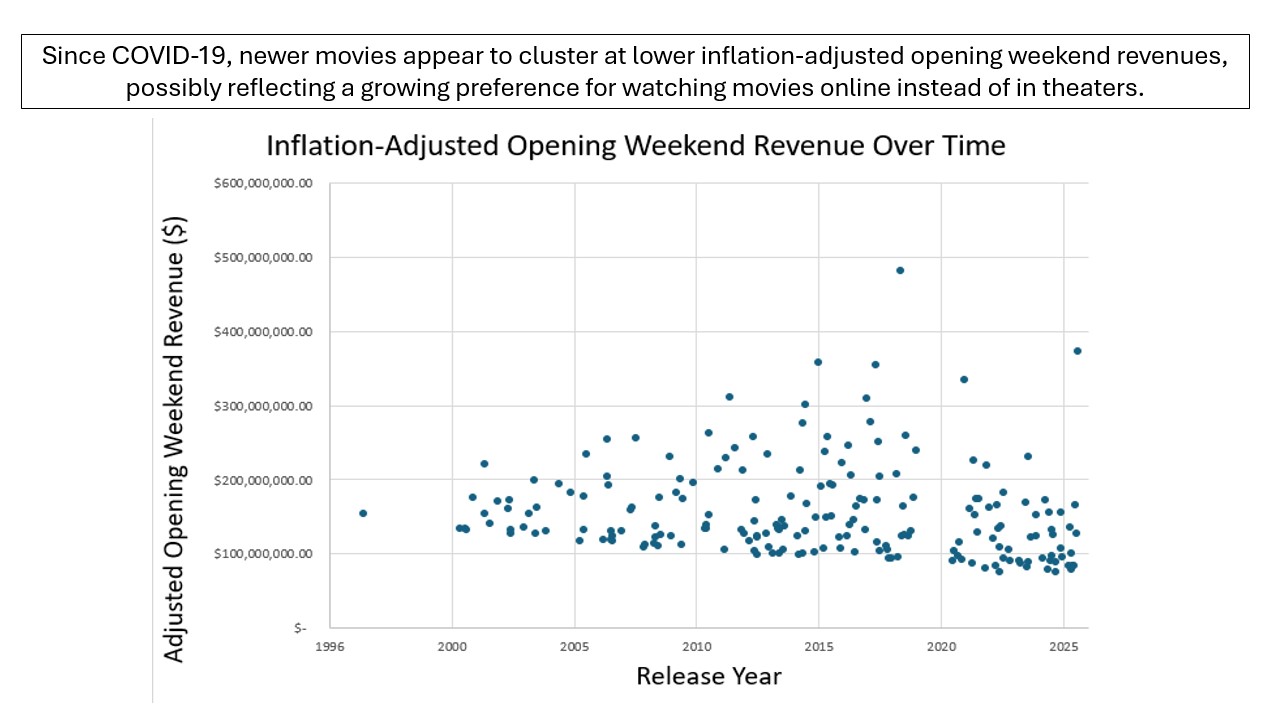 Since COVID-19, newer movies appear to cluster at lower inflation-adjusted opening weekend revenues,
possibly reflecting a growing preference for watching movies online instead of in theaters.
Inflation-Adjusted Opening Weekend Revenue Over Time
Adjusted Opening Weekend Revenue ($)
$600,000,000.00
$500,000,000.00
$400,000,000.00
$300,000,000.00
$200,000,000.00
$100,000,000.00
$-
1996 2000 2005 2010 2015 2020 2025
Release Year